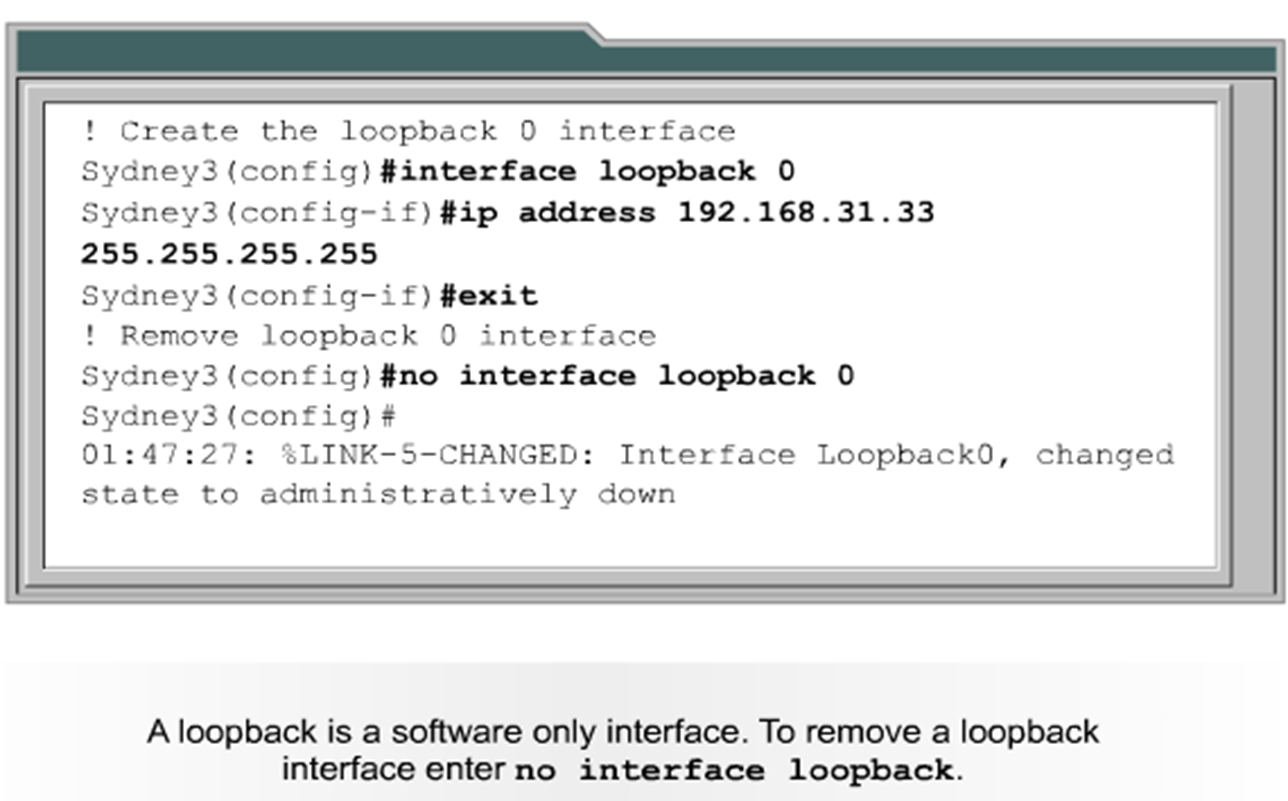 ! Create the loopback 0 interface
Sydney3(config)#interface loopback 0
Sydney3(config-if)#ip address 192.168.31.33
255.255.255.255
Sydney3(config-if)#exit
! Remove loopback 0 interface
Sydney3(config)#no interface loopback 0
Sydney3(config)#
01:47:27: %LINK-5-CHANGED: Interface Loopback0, changed
state to administratively down
A loopback is a software only interface. To remove a loopback
interface enter no interface loopback.